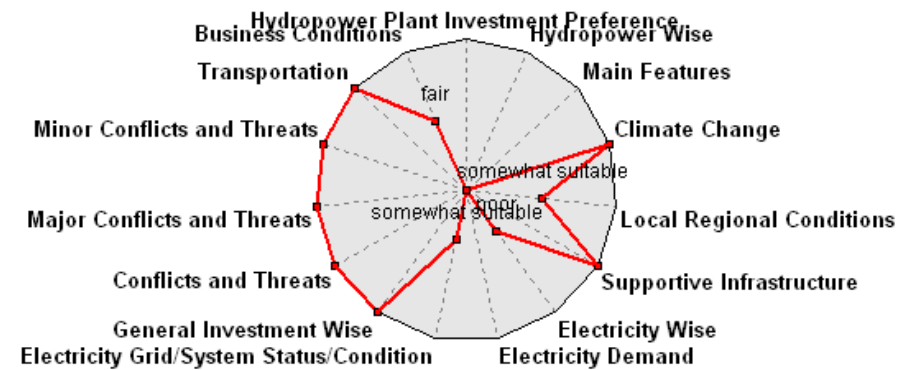 Hydropower Plant Investment Preference
Business Conditions
Hydropower Wise
Transportation
Main Features
fair
Minor Conflicts and Threats
Climate Change
somewhat suitable
poor
somewhat suitable
Major Conflicts and Threats
Local Regional Conditions
Conflicts and Threats
Supportive Infrastructure
General Investment Wise
Electricity Wise
Electricity Grid/System Status/Condition
Electricity Demand